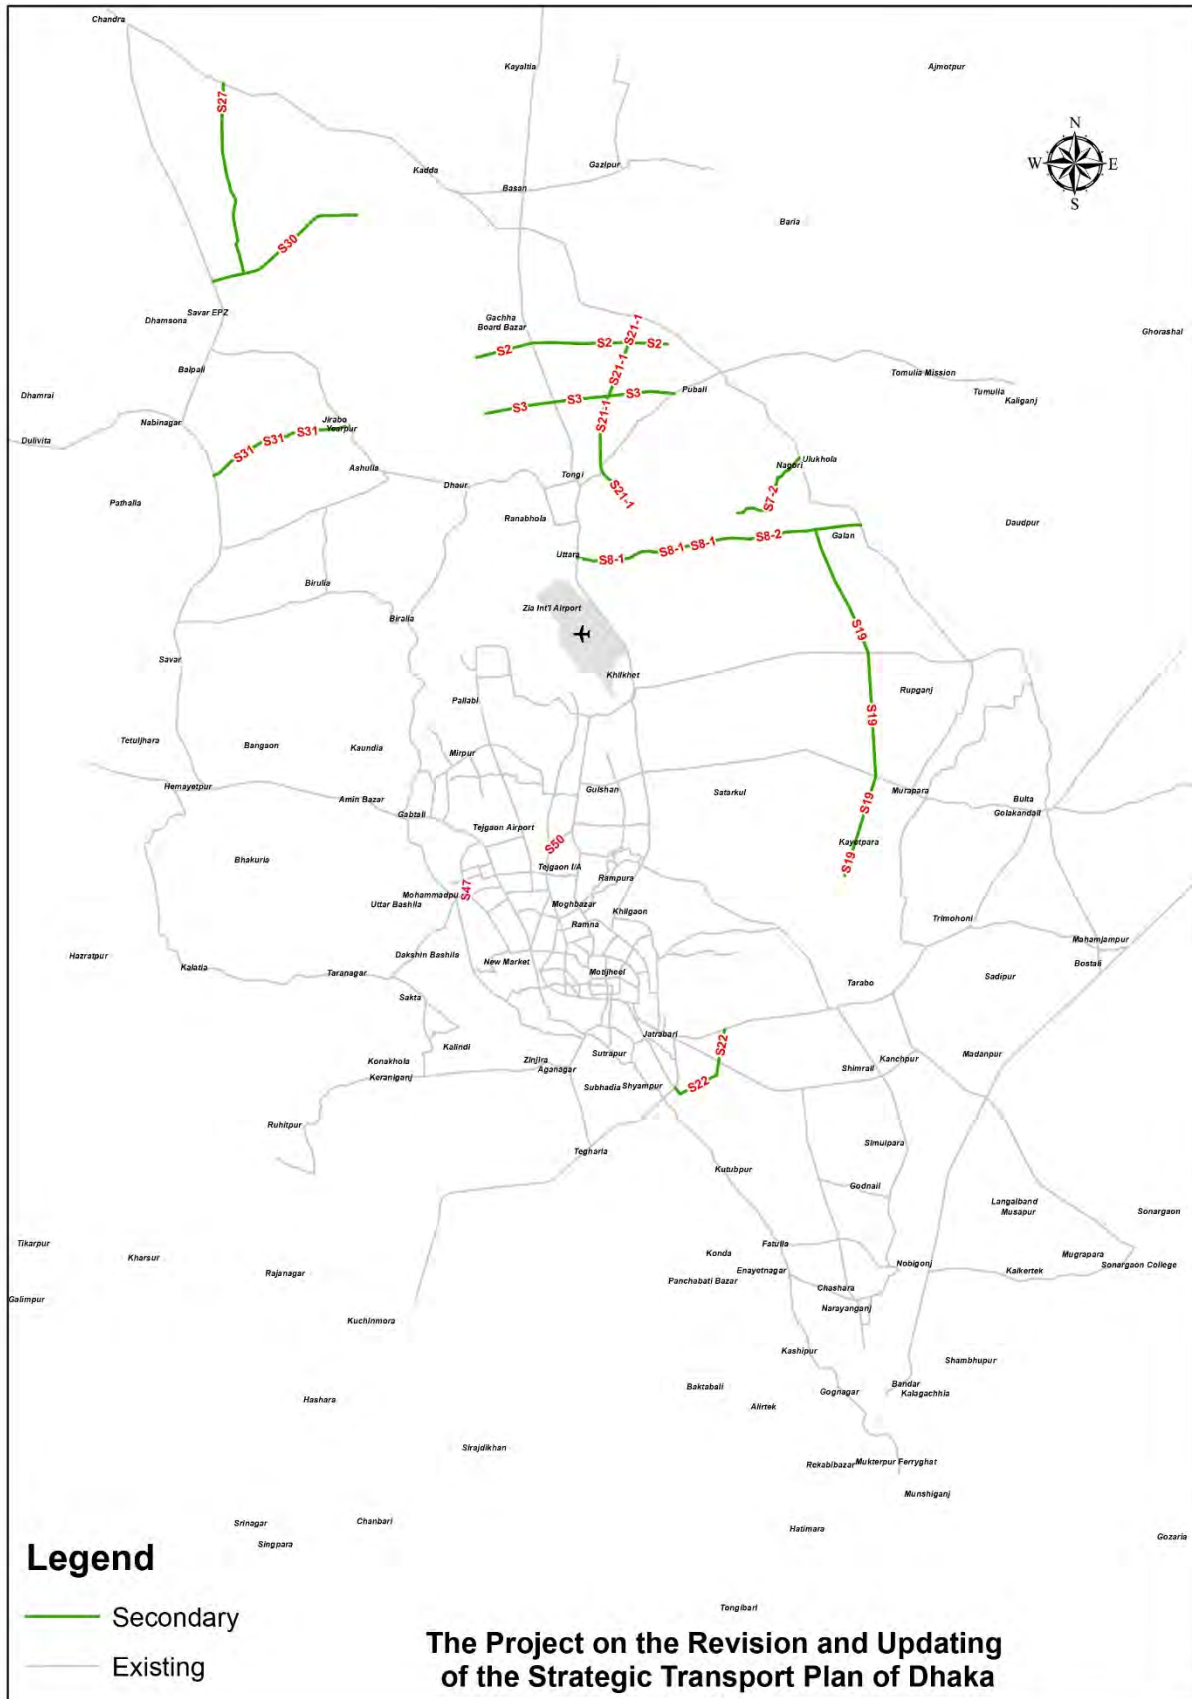 Chandra
Kayaltia
Ajmotpur
S27
N
W
E
S
Kadda
Gazipur
Basan
Baria
S30
Savar EPZ
Dhamsona
Gachha
Board Bazar
S21-1
Ghorashal
S2
S2
S2
Balpali
S21-1
Tomulia Mission
Dhamrai
Pubail
Tumulia
Kaliganj
S3
S3
S3
Nabinagar
Jirabo
Yearpur
S21-1
Dulivita
S31
S31
S31
Ashulia
Ulukhola
Nagori
Tongi
Dhaur
S21-1
S7-2
Pathalia
Ranabhola
Daudpur
Uttara
S8-1
S8-1
S8-1
S8-2
Galan
Birulia
Zia Int'l Airport
Biralia
S19
Savar
Khilkhet
Rupganj
Pallabi
S19
Tetuljhara
Bangaon
Kaundia
Mirpur
Hemayetpur
Gulshan
Satarkul
Murapara
Amin Bazar
Bulta
Golakandail
S19
Gabtali
Tejgaon Airport
S50
Kayetpara
Bhakuria
Tejgaon I/A
S19
Rampura
S47
Mohammadpu
Uttar Bashila
Moghbazar
Khilgaon
Ramna
Trimohoni
Mahamjampur
Hazratpur
Dakshin Bashila
New Market
Bostali
Kalatia
Taranagar
Motijheel
Sadipur
Tarabo
Sakta
Jatrabari
S22
Kalindi
Sutrapur
Konakhola
Zinjira
Aganagar
Kanchpur
Madanpur
Shimrail
Keraniganj
Subhadia
Shyampur
S22
Ruhitpur
Simulpara
Tegharia
Kutubpur
Godnail
Langalband
Musapur
Sonargaon
Tikarpur
Kharsur
Fatulla
Konda
Mugrapara
Sonargaon College
Rajanagar
Enayetnagar
Nobigonj
Kaikertek
Panchabati Bazar
Chashara
Galimpur
Narayanganj
Kuchinmora
Kashipur
Shambhupur
Baktabali
Bandar
Kalagachhia
Gognagar
Hashara
Alirtek
Sirajdikhan
Rekabibazar
Mukterpur Ferryghat
Munshiganj
Srinagar
Chanbari
Hatimara
Gozaria
Singpara
Legend
Secondary
Existing
Tongibari
The Project on the Revision and Updating
of the Strategic Transport Plan of Dhaka